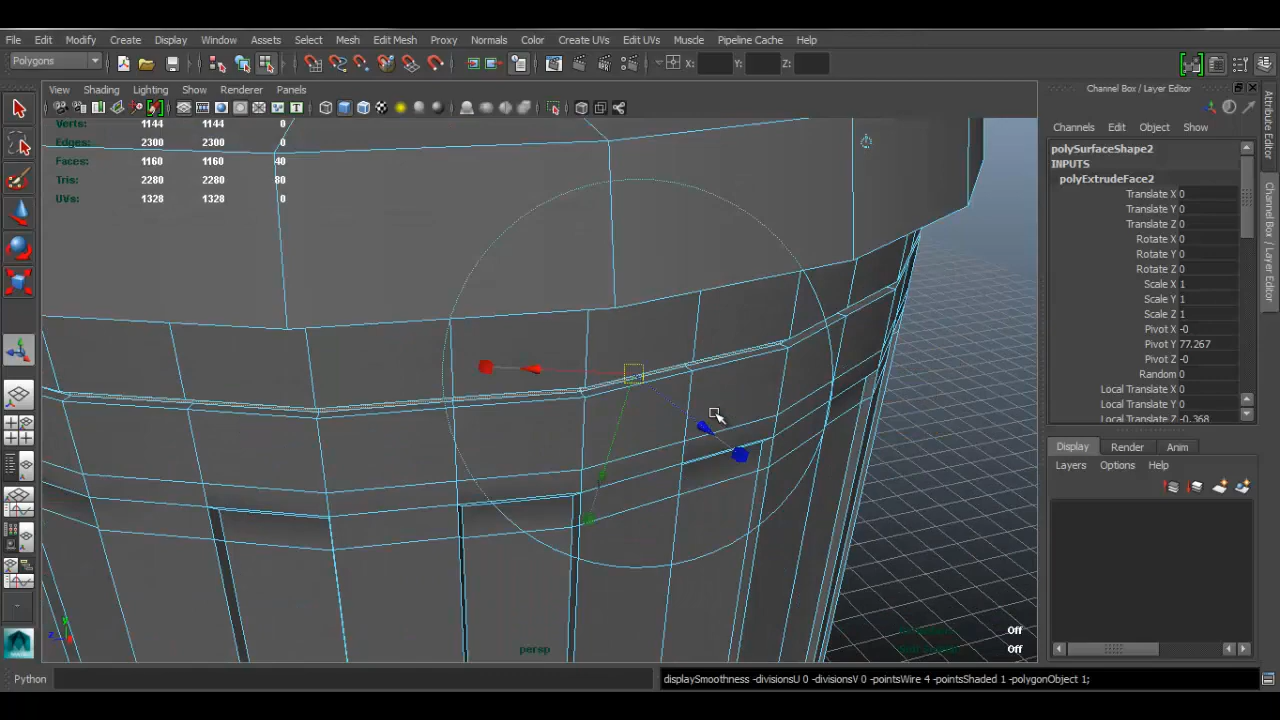 File Edit Modify Create Display Window Assets Select Mesh Edit Mesh Proxy Normals Color Create UVs Edit UVs Muscle Pipeline Cache Help
Polygons X: Y: Z:
View Shading Lighting Show Renderer Panels
Channel Box / Layer Editor
Verts: 1144 1144 0
Edges: 2300 2300 0
Faces: 1160 1160 40
Tris: 2280 2280 80
UVs: 1328 1328 0
Channels Edit Object Show
polySurfaceShape2
INPUTS
polyExtrudeFace2
Translate X 0
Translate Y 0
Translate Z 0
Rotate X 0
Rotate Y 0
Rotate Z 0
Scale X 1
Scale Y 1
Scale Z 1
Pivot X -0
Pivot Y 77.267
Pivot Z -0
Random 0
Local Translate X 0
Local Translate Y 0
Local Translate Z -0.368
Attribute Editor
Channel Box / Layer Editor
Display Render Anim
Layers Options Help
Off
Off
persp
z y
Python displaySmoothness -divisionsU 0 -divisionsV 0 -pointsWire 4 -pointsShaded 1 -polygonObject 1;